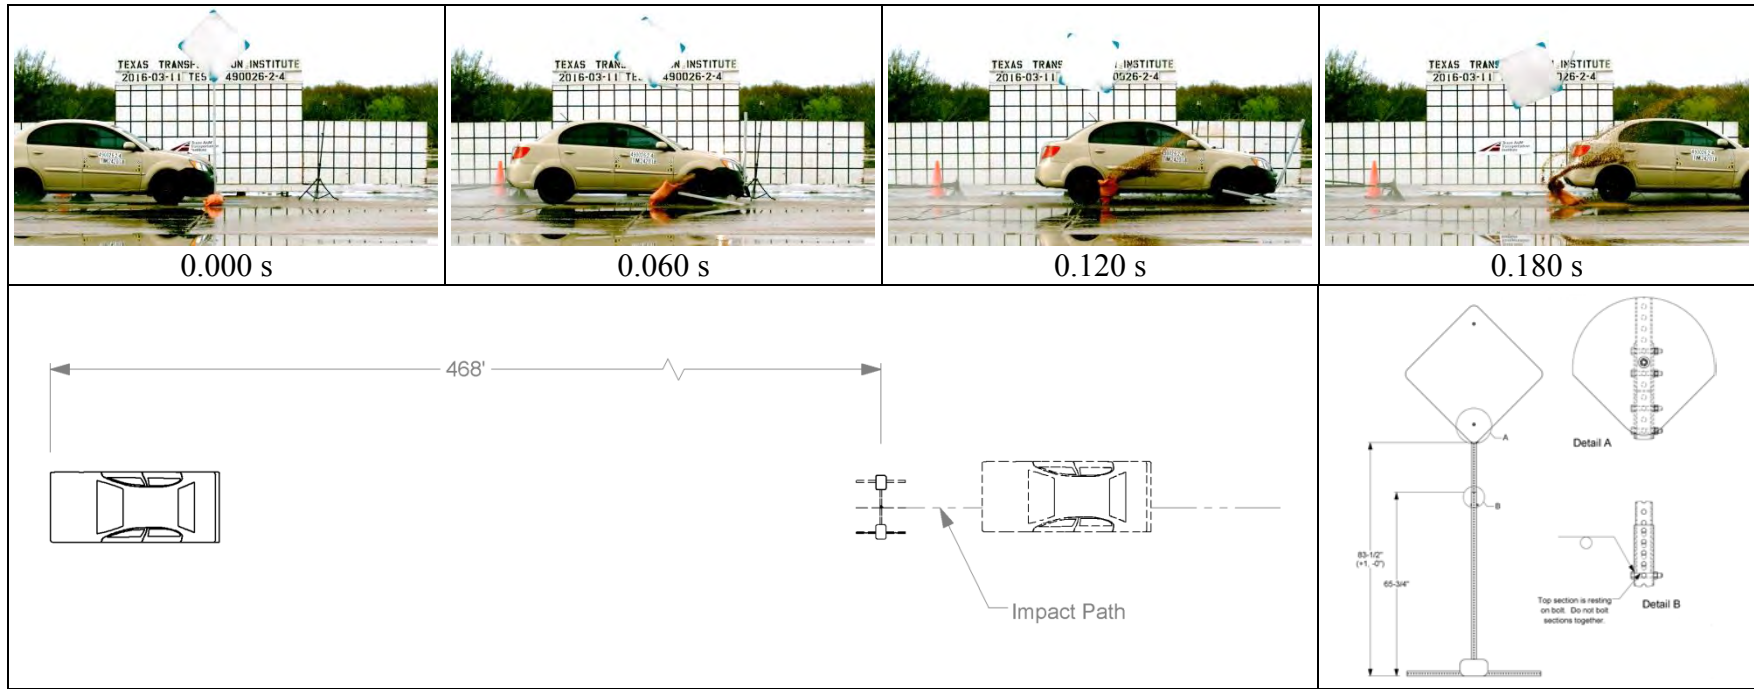 TEXAS TRANSP ON INSTITUTE
2016-03-11 TES 490026-2-4
0.000 s
TEXAS TRANS INSTITUTE
2016-03-11 TE 490026-2-4
0.060 s
TEXAS TRANS INSTITUTE
2016-03-11 0026-2-4
0.120 s
TEXAS TRAN INSTITUTE
2016-03-11 26-2-4
0.180 s
468'
Impact Path
A
B
83-1/2"
(+1, -0")
65-3/4"
Detail A
Top section is resting
on bolt. Do not bolt
sections together.
Detail B